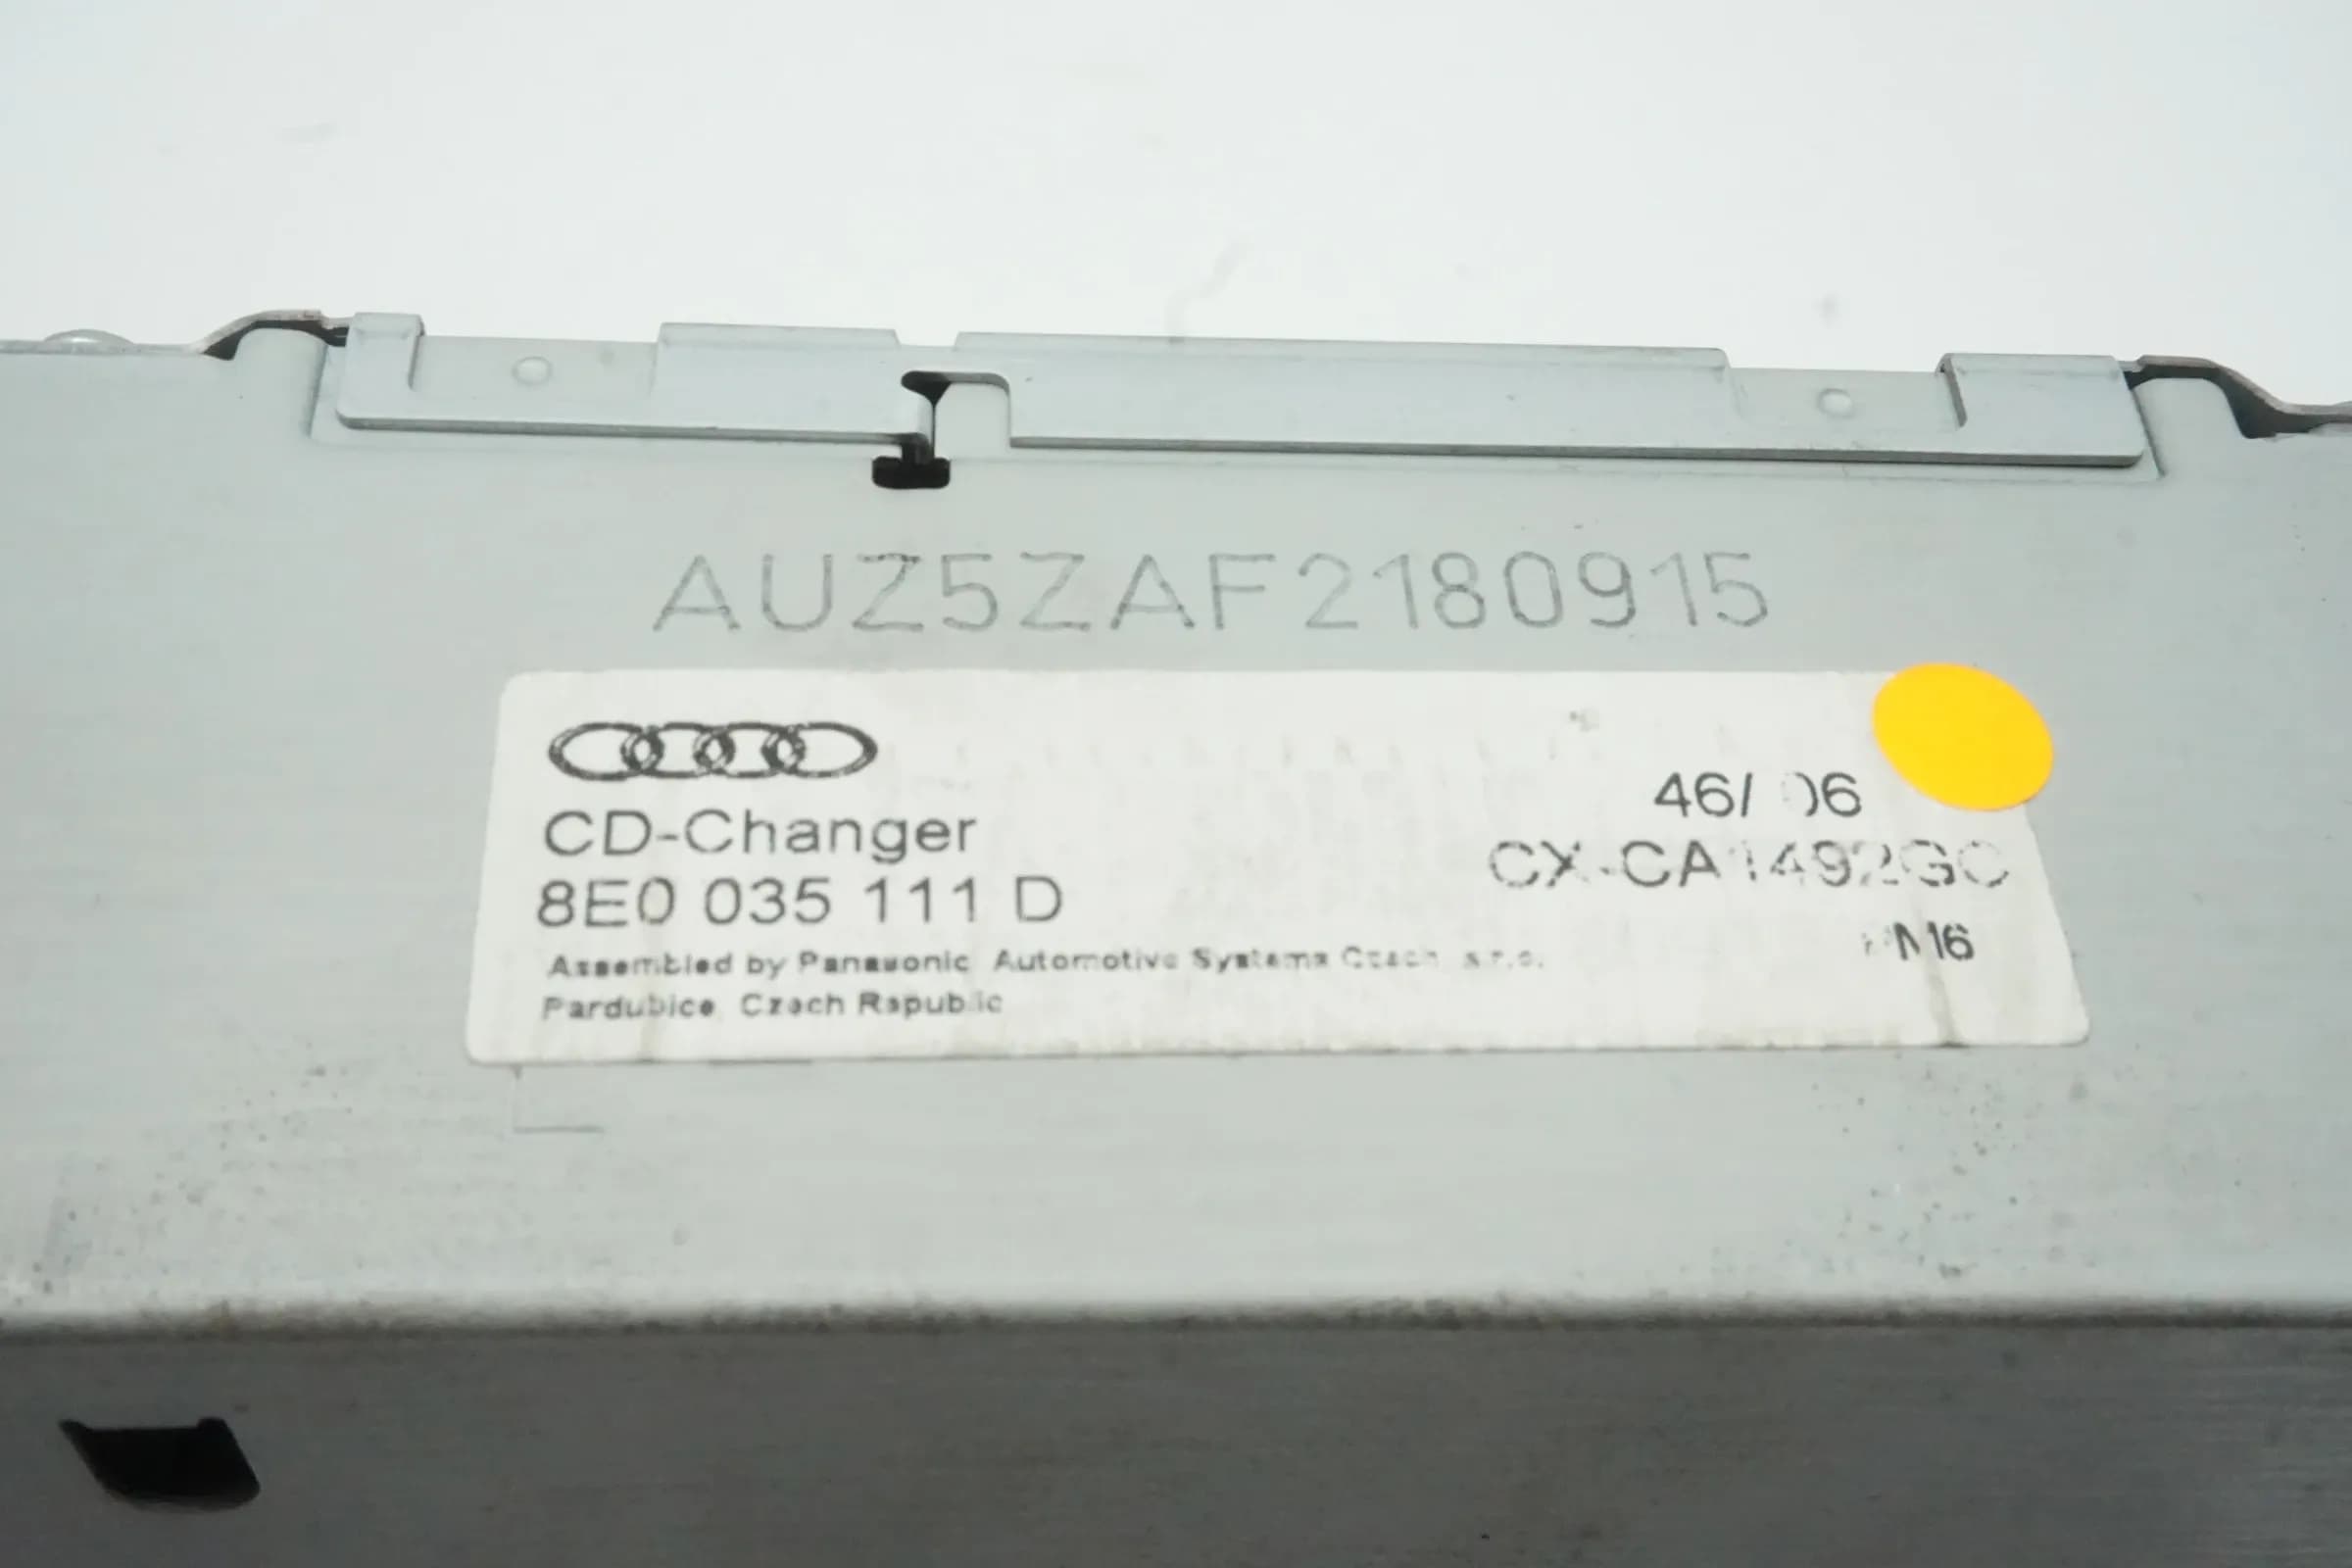 AUZ5ZAF2180915
CD-Changer
8E0 035 111 D
Assembled by Panasonic Automotive Systems Czech s.r.o.
Pardubice Czech Republic
46/ 06
CX-CA1492GC